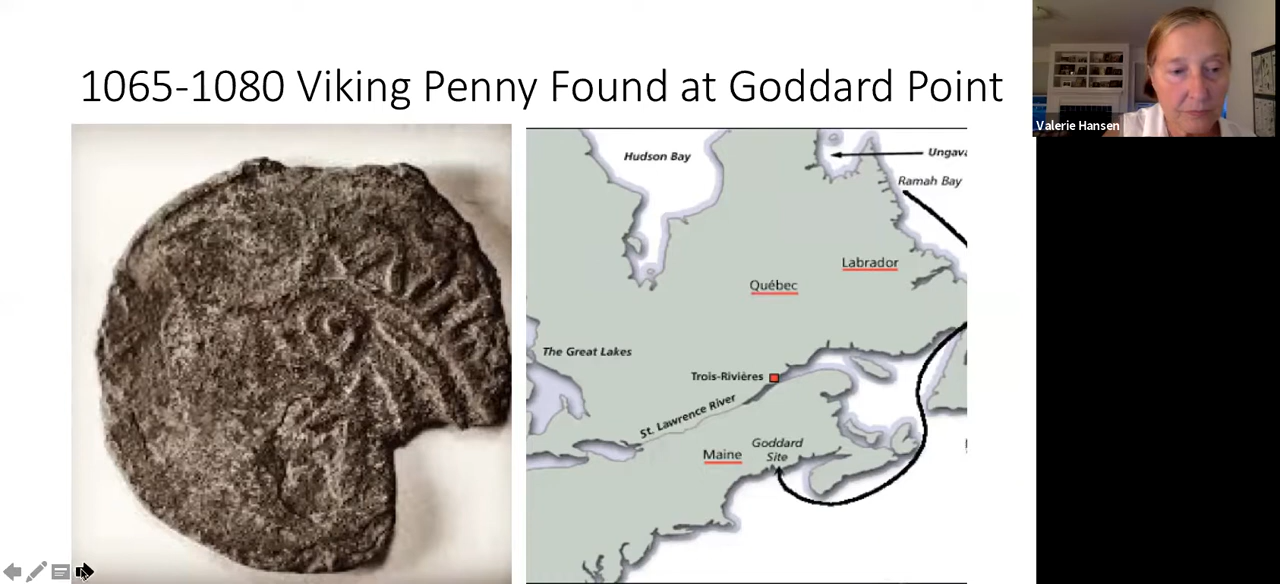 1065-1080 Viking Penny Found at Goddard Point
Valerie Hansen
Hudson Bay
Ungava
Ramah Bay
Labrador
Québec
The Great Lakes
Trois-Rivières
St. Lawrence River
Goddard
Site
Maine